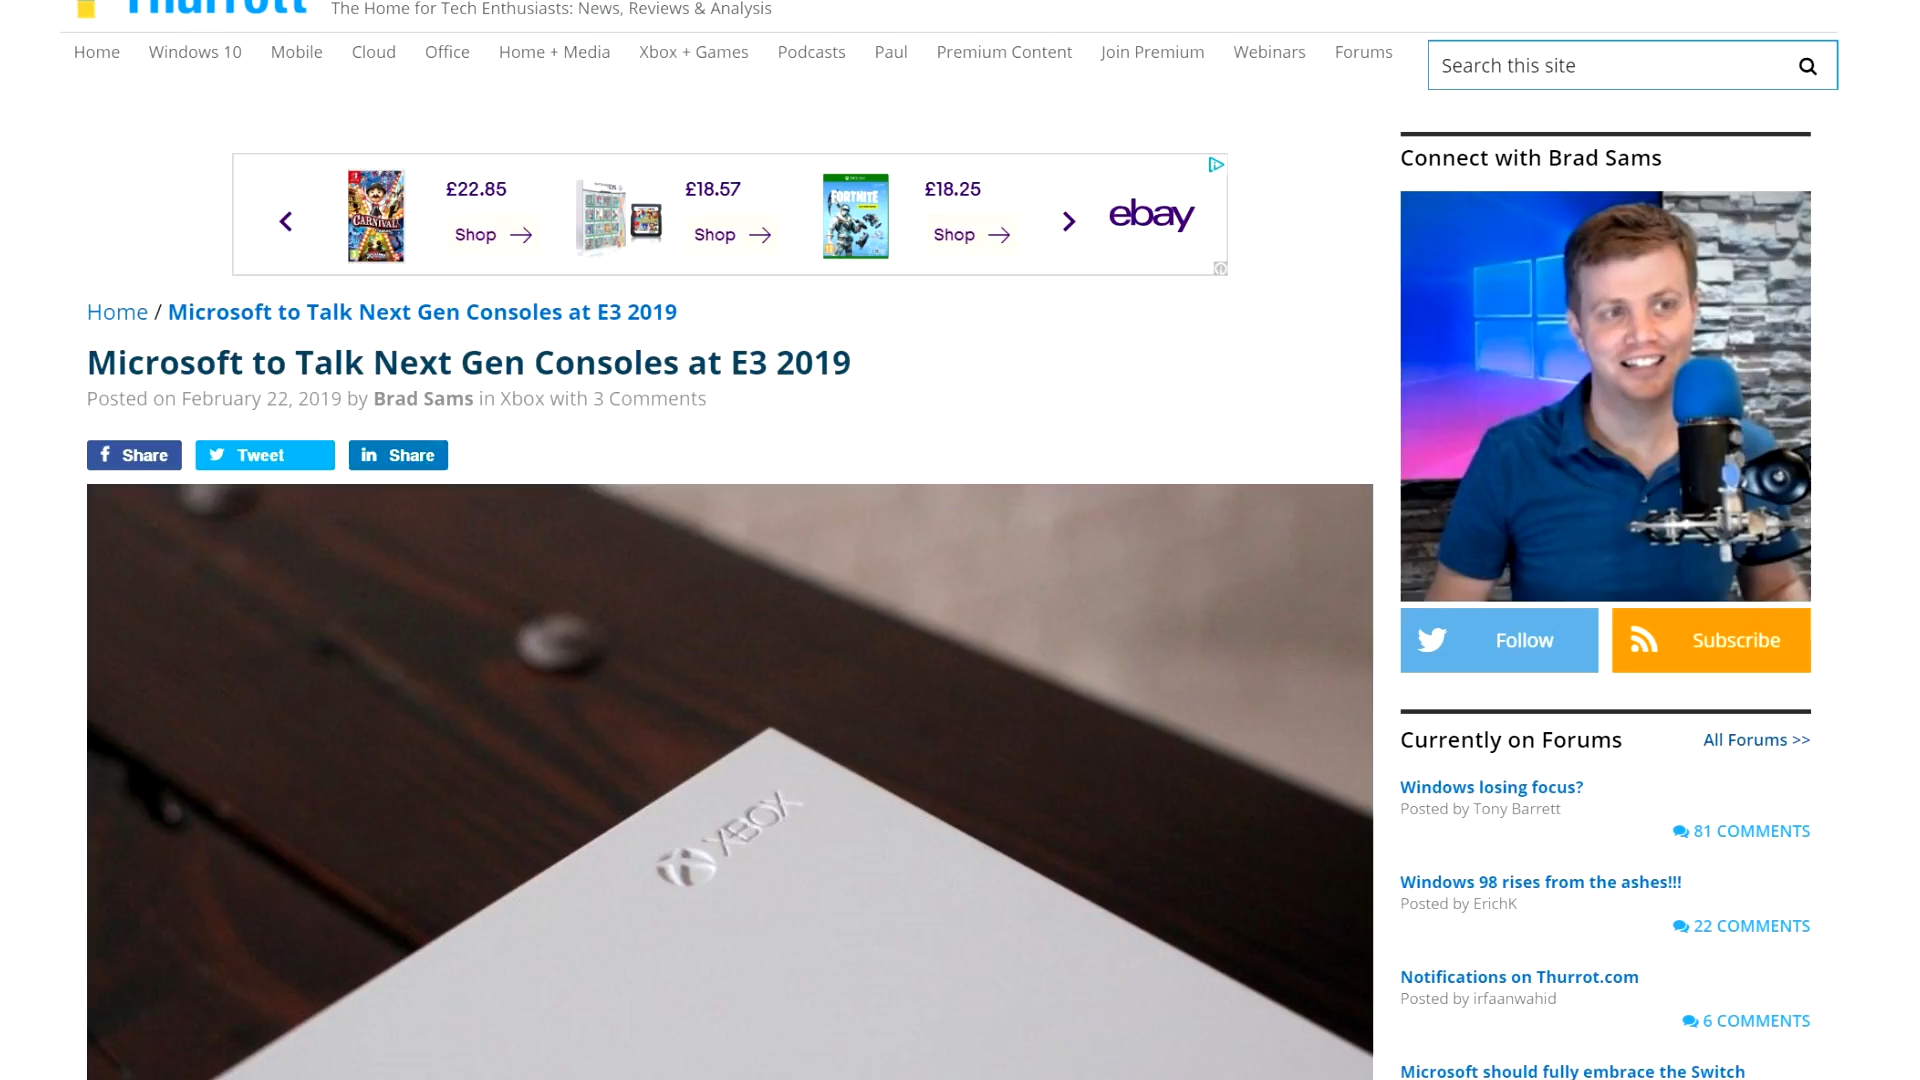 Thurrott
The Home for Tech Enthusiasts: News, Reviews & Analysis
Home Windows 10 Mobile Cloud Office Home + Media Xbox + Games Podcasts Paul Premium Content Join Premium Webinars Forums
Search this site
CARNIVAL
£22.85
Shop
£18.57
Shop
FORTNITE
£18.25
Shop
ebay
Home / Microsoft to Talk Next Gen Consoles at E3 2019
Microsoft to Talk Next Gen Consoles at E3 2019
Posted on February 22, 2019 by Brad Sams in Xbox with 3 Comments
Share
Tweet
Share
XBOX
Connect with Brad Sams
Follow
Subscribe
Currently on Forums
All Forums >>
Windows losing focus?
Posted by Tony Barrett
81 COMMENTS
Windows 98 rises from the ashes!!!
Posted by ErichK
22 COMMENTS
Notifications on Thurrot.com
Posted by irfaanwahid
6 COMMENTS
Microsoft should fully embrace the Switch